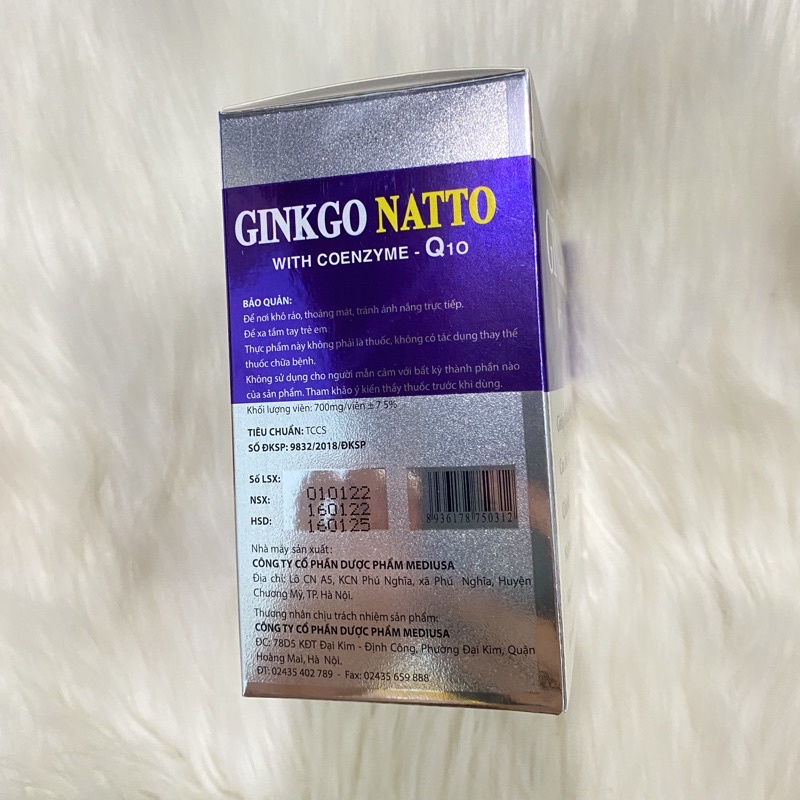 GINKGO NATTO
WITH COENZYME - Q10
BẢO QUẢN:
Để nơi khô ráo, thoáng mát, tránh ánh nắng trực tiếp.
Để xa tầm tay trẻ em
Thực phẩm này không phải là thuốc, không có tác dụng thay thế
thuốc chữa bệnh.
Không sử dụng cho người mẫn cảm với bất kỳ thành phần nào
của sản phẩm. Tham khảo ý kiến thầy thuốc trước khi dùng.
Khối lượng viên: 700mg/viên ± 7 5%
TIÊU CHUẨN: TCCS
SỐ ĐKSP: 9832/2018/ĐKSP
Số LSX: 010122
NSX: 160122
HSD: 160125
8936178750312
Nhà máy sản xuất:
CÔNG TY CỔ PHẦN DƯỢC PHẨM MEDIUSA
Địa chỉ: Lô CN A5, KCN Phú Nghĩa, xã Phú Nghĩa, Huyện
Chương Mỹ, TP. Hà Nội.
Thương nhân chịu trách nhiệm sản phẩm:
CÔNG TY CỔ PHẦN DƯỢC PHẨM MEDIUSA
ĐC: 78D5 KĐT Đại Kim - Định Công, Phường Đại Kim, Quận
Hoàng Mai, Hà Nội.
ĐT: 02435 402 789 - Fax: 02435 659 888